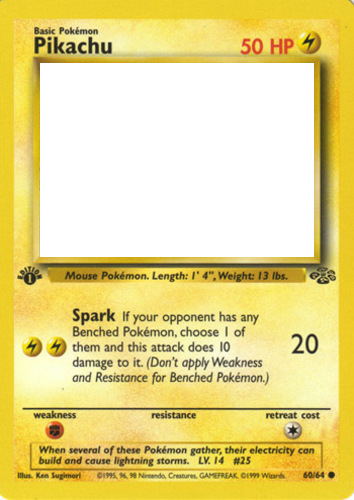 Basic Pokémon
Pikachu
50 HP
EDITION
1
Mouse Pokémon. Length: 1' 4", Weight: 13 lbs.
Spark If your opponent has any
Benched Pokémon, choose 1 of
them and this attack does 10
damage to it. (Don't apply Weakness
and Resistance for Benched Pokémon.)
20
weakness resistance retreat cost
When several of these Pokémon gather, their electricity can
build and cause lightning storms. LV. 14 #25
Illus. Ken Sugimori ©1995, 96, 98 Nintendo, Creatures, GAMEFREAK. ©1999 Wizards. 60/64